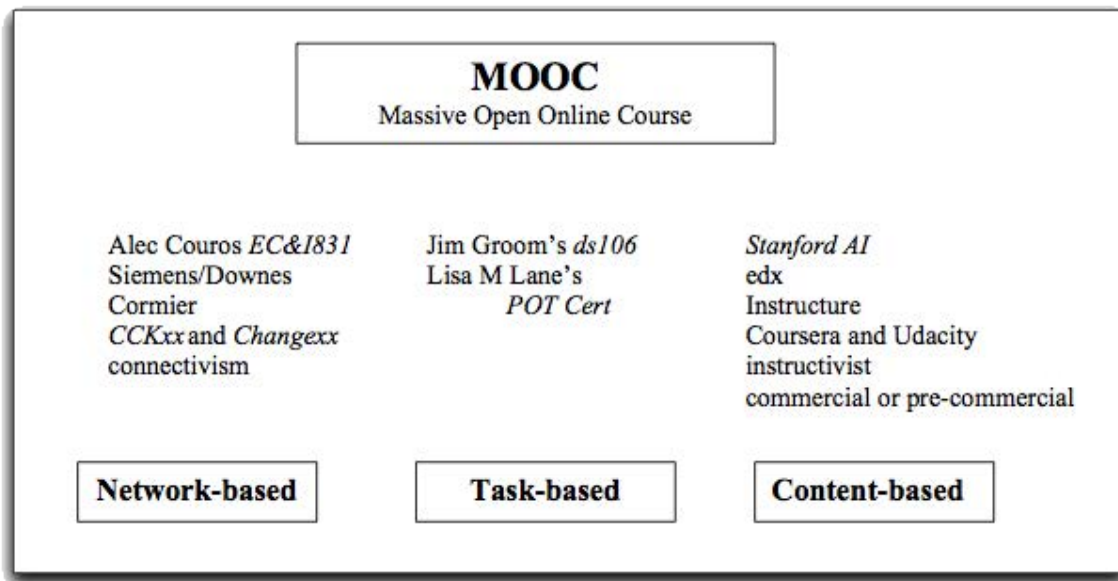 MOOC
Massive Open Online Course
Alec Couros EC&I831
Siemens/Downes
Cormier
CCKxx and Changexx
connectivism
Jim Groom's ds106
Lisa M Lane's
POT Cert
Stanford AI
edx
Instructure
Coursera and Udacity
instructivist
commercial or pre-commercial
Network-based
Task-based
Content-based